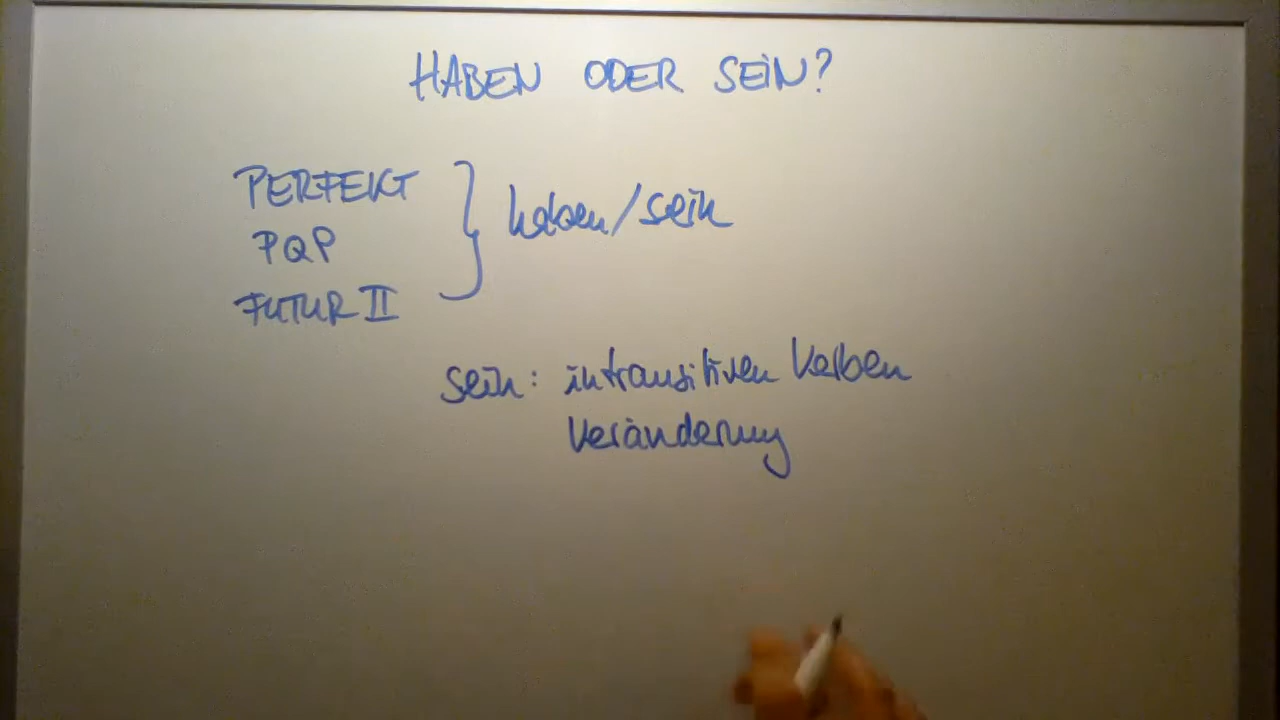 HABEN ODER SEIN?
PERFEKT
PQP
FUTUR II
haben/sein
sein: intransitiven Verben
Veränderung